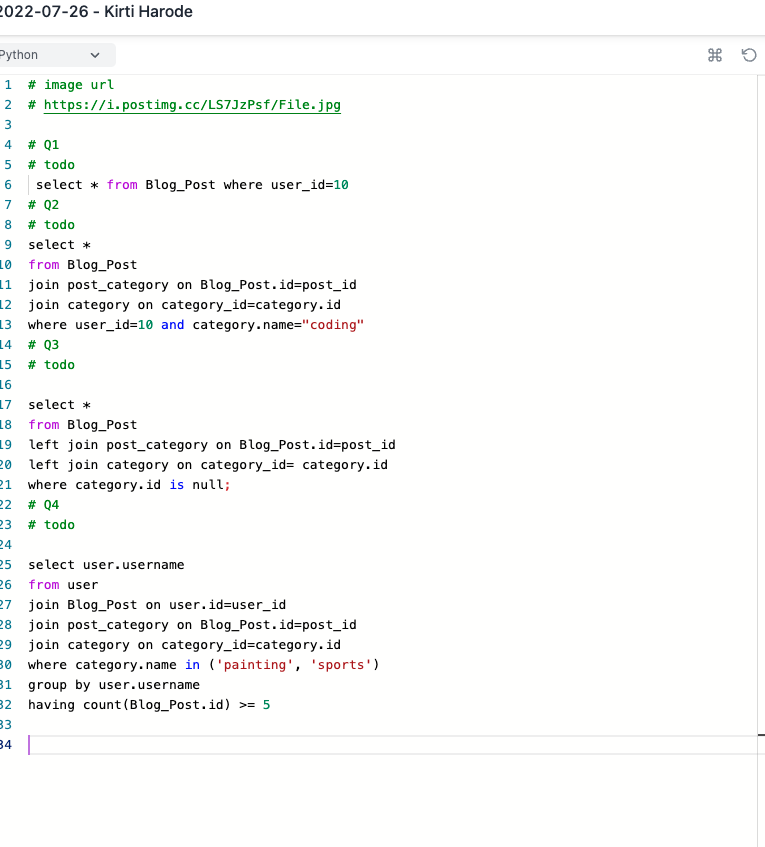 2022-07-26 - Kirti Harode
Python
1 # image url
2 # https://i.postimg.cc/LS7JzPsf/File.jpg
3
4 # Q1
5 # todo
6 select * from Blog_Post where user_id=10
7 # Q2
8 # todo
9 select *
10 from Blog_Post
11 join post_category on Blog_Post.id=post_id
12 join category on category_id=category.id
13 where user_id=10 and category.name="coding"
14 # Q3
15 # todo
16
17 select *
18 from Blog_Post
19 left join post_category on Blog_Post.id=post_id
20 left join category on category_id= category.id
21 where category.id is null;
22 # Q4
23 # todo
24
25 select user.username
26 from user
27 join Blog_Post on user.id=user_id
28 join post_category on Blog_Post.id=post_id
29 join category on category_id=category.id
30 where category.name in ('painting', 'sports')
31 group by user.username
32 having count(Blog_Post.id) >= 5
33
34